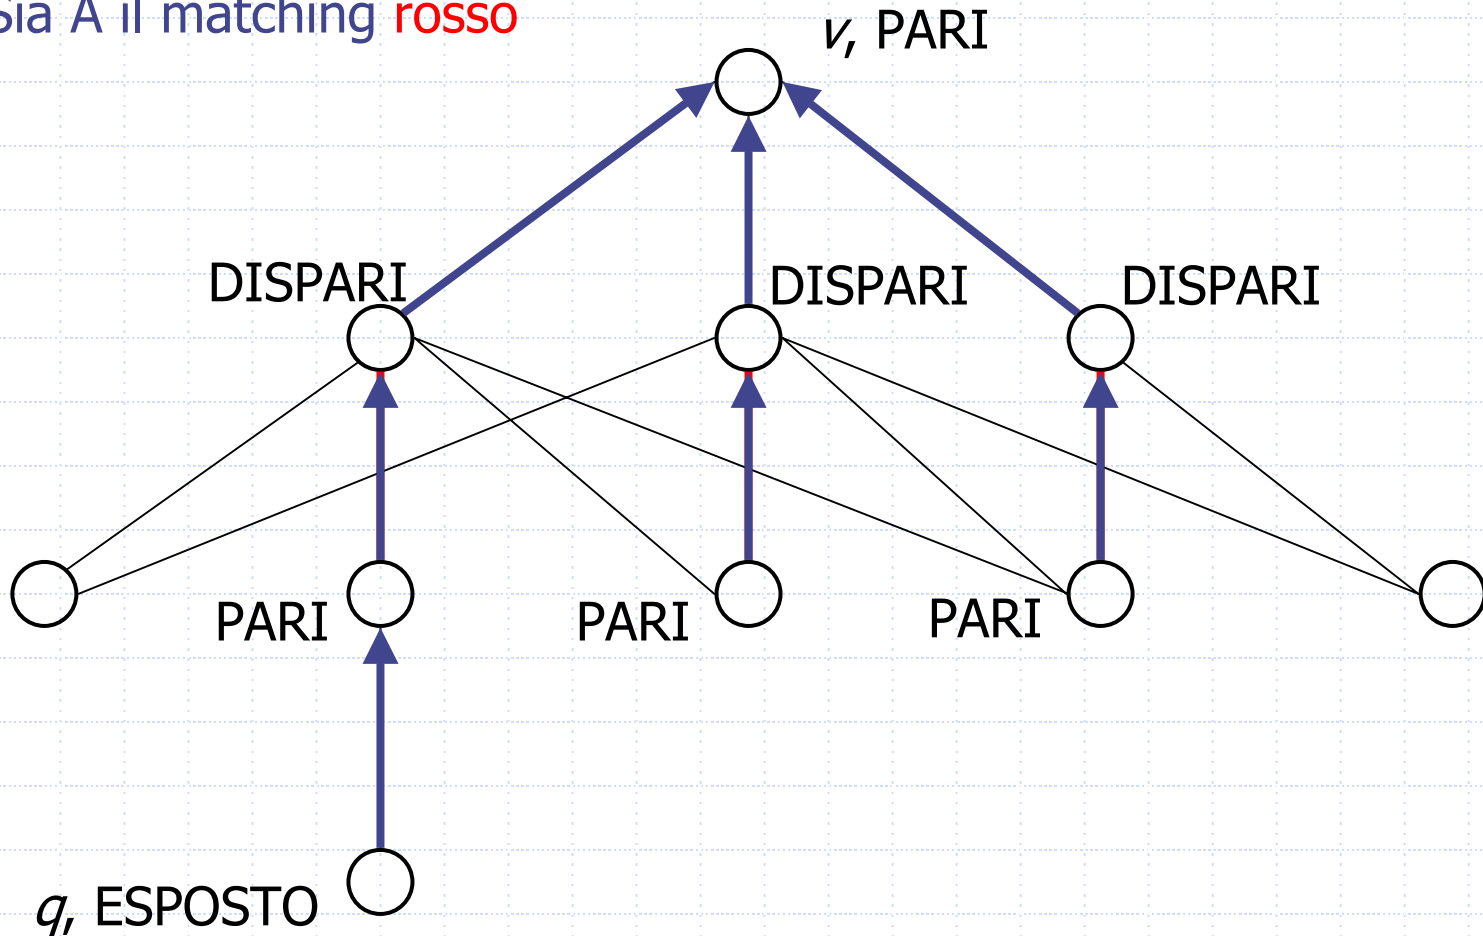 Sia A il matching rosso
v, PARI
DISPARI
DISPARI
DISPARI
PARI
PARI
PARI
q, ESPOSTO